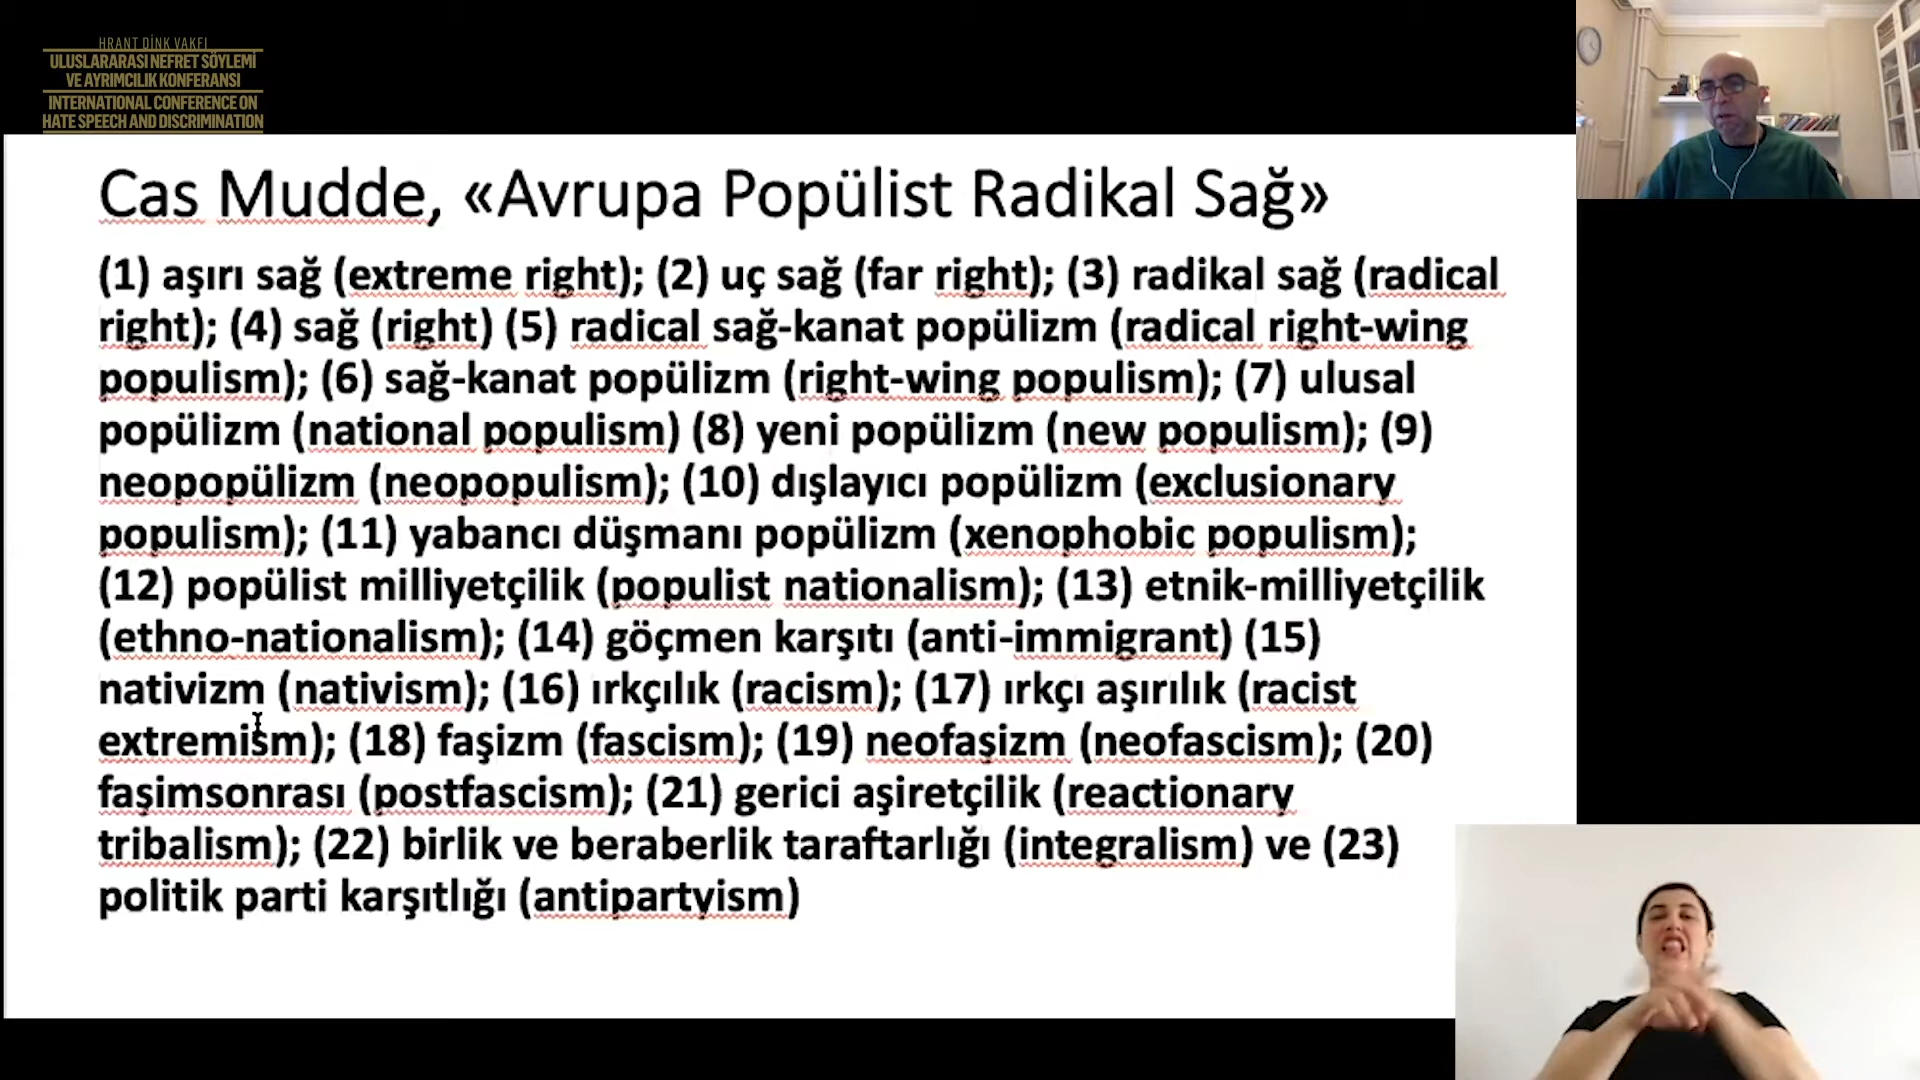 HRANT DİNK VAKFI
ULUSLARARASI NEFRET SÖYLEMİ
VE AYRIMCILIK KONFERANSI
INTERNATIONAL CONFERENCE ON
HATE SPEECH AND DISCRIMINATION
Cas Mudde, «Avrupa Popülist Radikal Sağ»
(1) aşırı sağ (extreme right); (2) uç sağ (far right); (3) radikal sağ (radical
right); (4) sağ (right) (5) radical sağ-kanat popülizm (radical right-wing
populism); (6) sağ-kanat popülizm (right-wing populism); (7) ulusal
popülizm (national populism) (8) yeni popülizm (new populism); (9)
neopopülizm (neopopulism); (10) dışlayıcı popülizm (exclusionary
populism); (11) yabancı düşmanı popülizm (xenophobic populism);
(12) popülist milliyetçilik (populist nationalism); (13) etnik-milliyetçilik
(ethno-nationalism); (14) göçmen karşıtı (anti-immigrant) (15)
nativizm (nativism); (16) ırkçılık (racism); (17) ırkçı aşırılık (racist
extremism); (18) faşizm (fascism); (19) neofaşizm (neofascism); (20)
faşimsonrası (postfascism); (21) gerici aşiretçilik (reactionary
tribalism); (22) birlik ve beraberlik taraftarlığı (integralism) ve (23)
politik parti karşıtlığı (antipartyism)